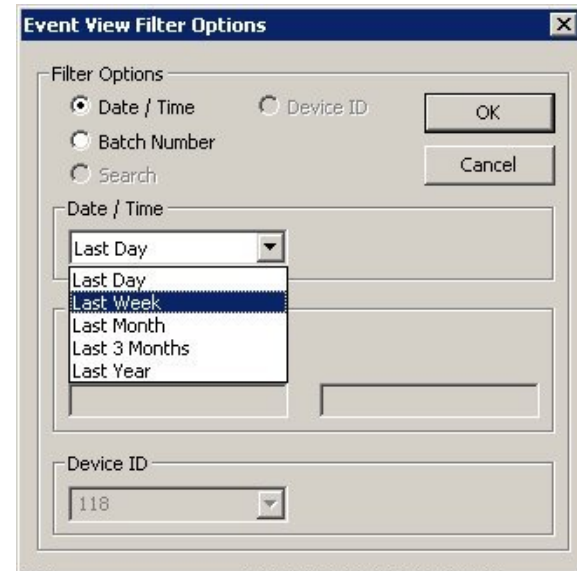 Event View Filter Options
Filter Options
Date / Time
Device ID
OK
Batch Number
Search
Cancel
Date / Time
Last Day
Last Day
Last Week
Last Month
Last 3 Months
Last Year
Device ID
118